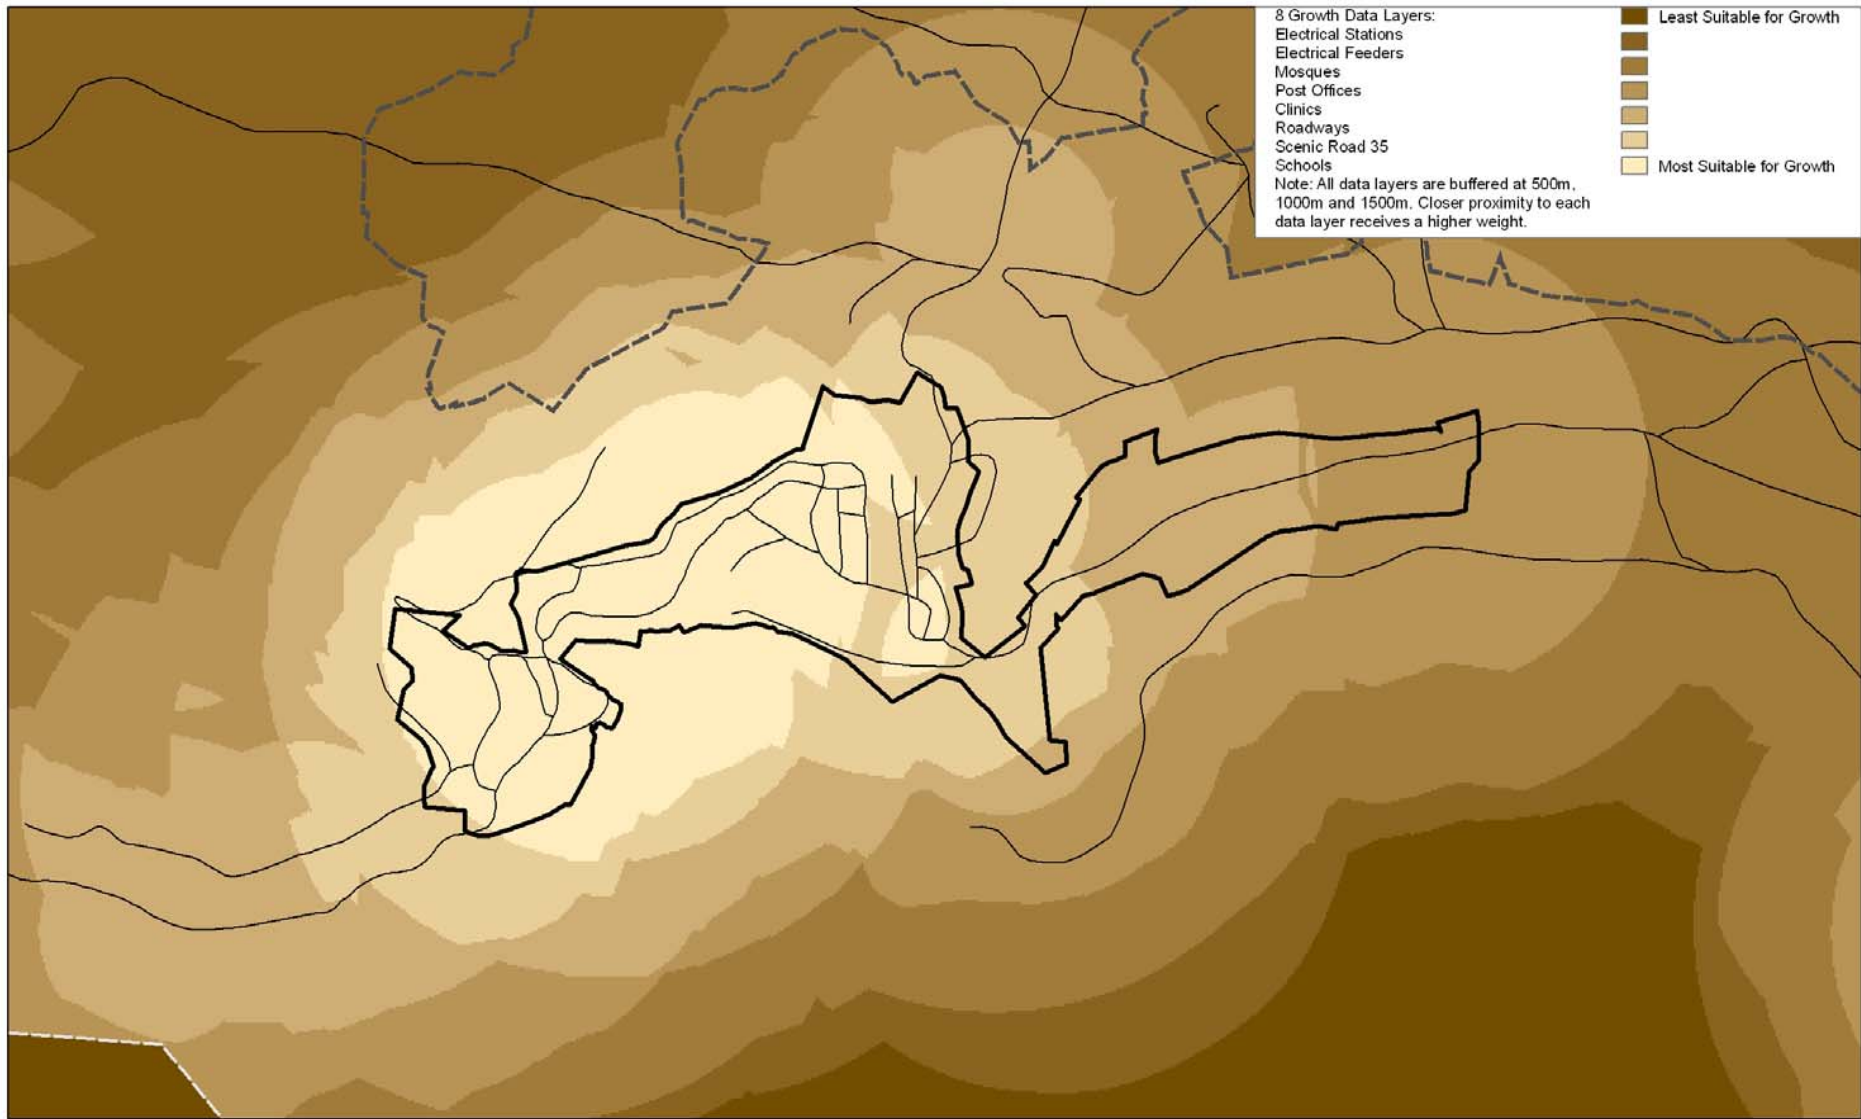 8 Growth Data Layers:
Electrical Stations
Electrical Feeders
Mosques
Post Offices
Clinics
Roadways
Scenic Road 35
Schools
Note: All data layers are buffered at 500m,
1000m and 1500m. Closer proximity to each
data layer receives a higher weight.
Least Suitable for Growth
Most Suitable for Growth